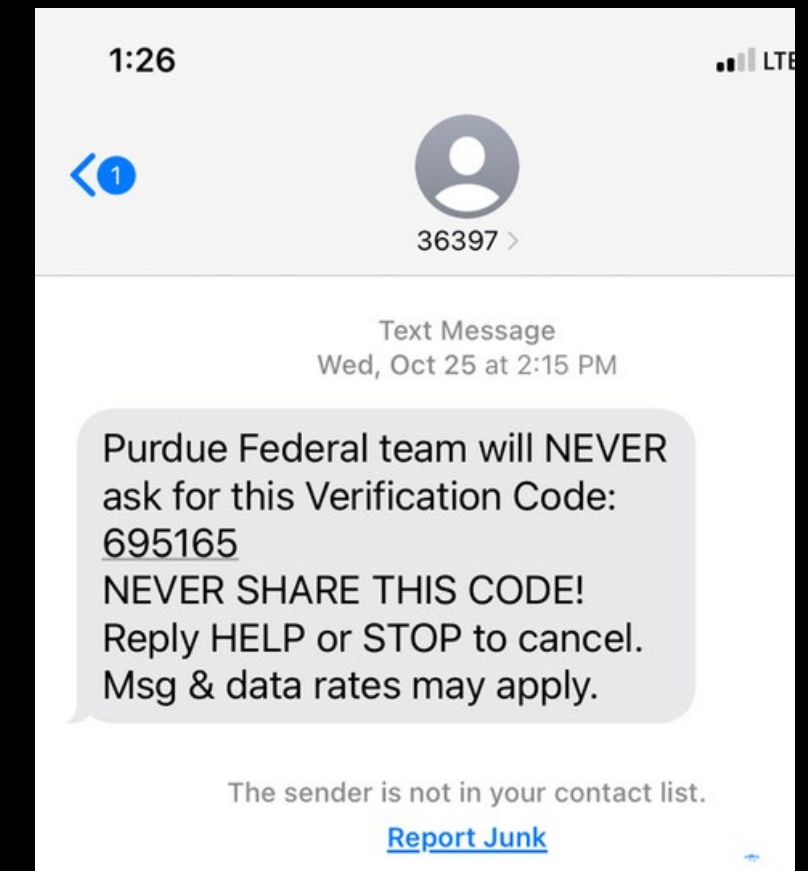 1:26
LTE
1
36397
Text Message
Wed, Oct 25 at 2:15 PM
Purdue Federal team will NEVER
ask for this Verification Code:
695165
NEVER SHARE THIS CODE!
Reply HELP or STOP to cancel.
Msg & data rates may apply.
The sender is not in your contact list.
Report Junk